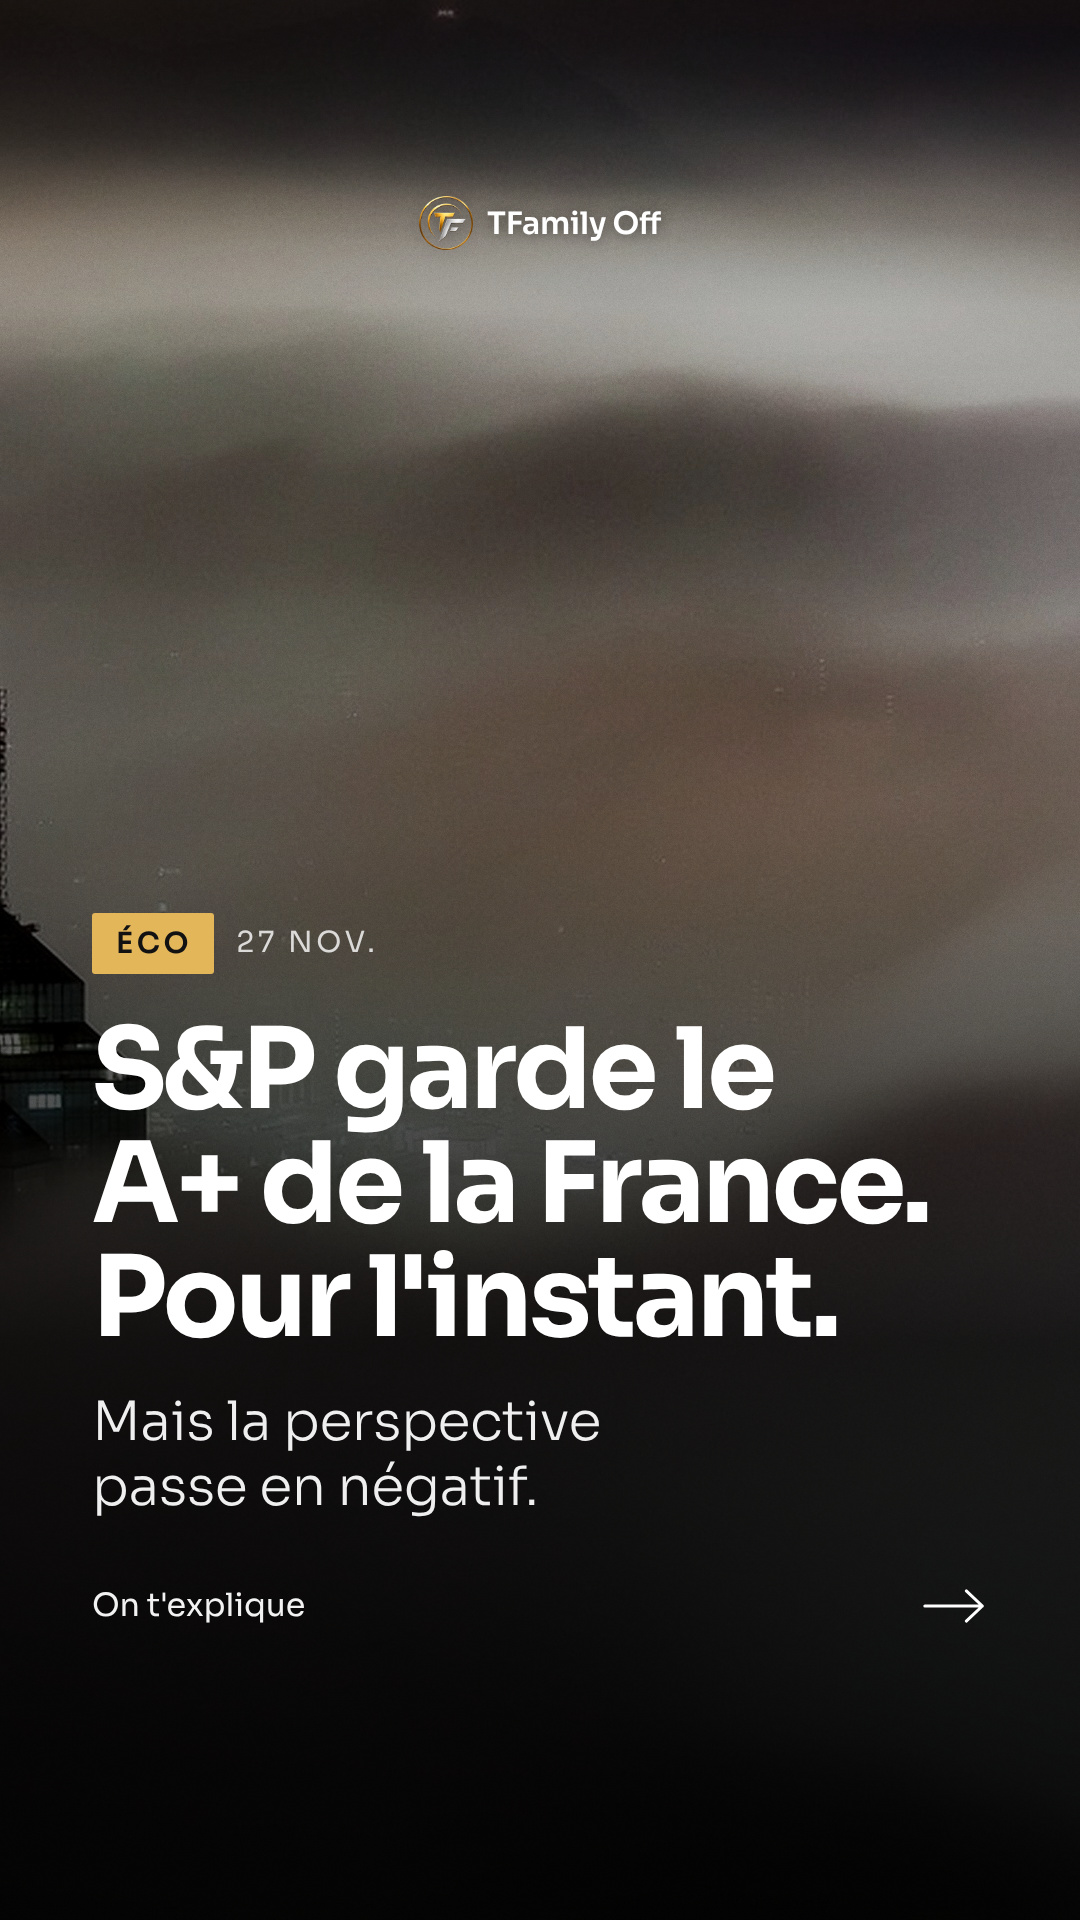 TFamily Off
ÉCO 27 NOV.
S&P garde le
A+ de la France.
Pour l'instant.
Mais la perspective
passe en négatif.
On t'explique